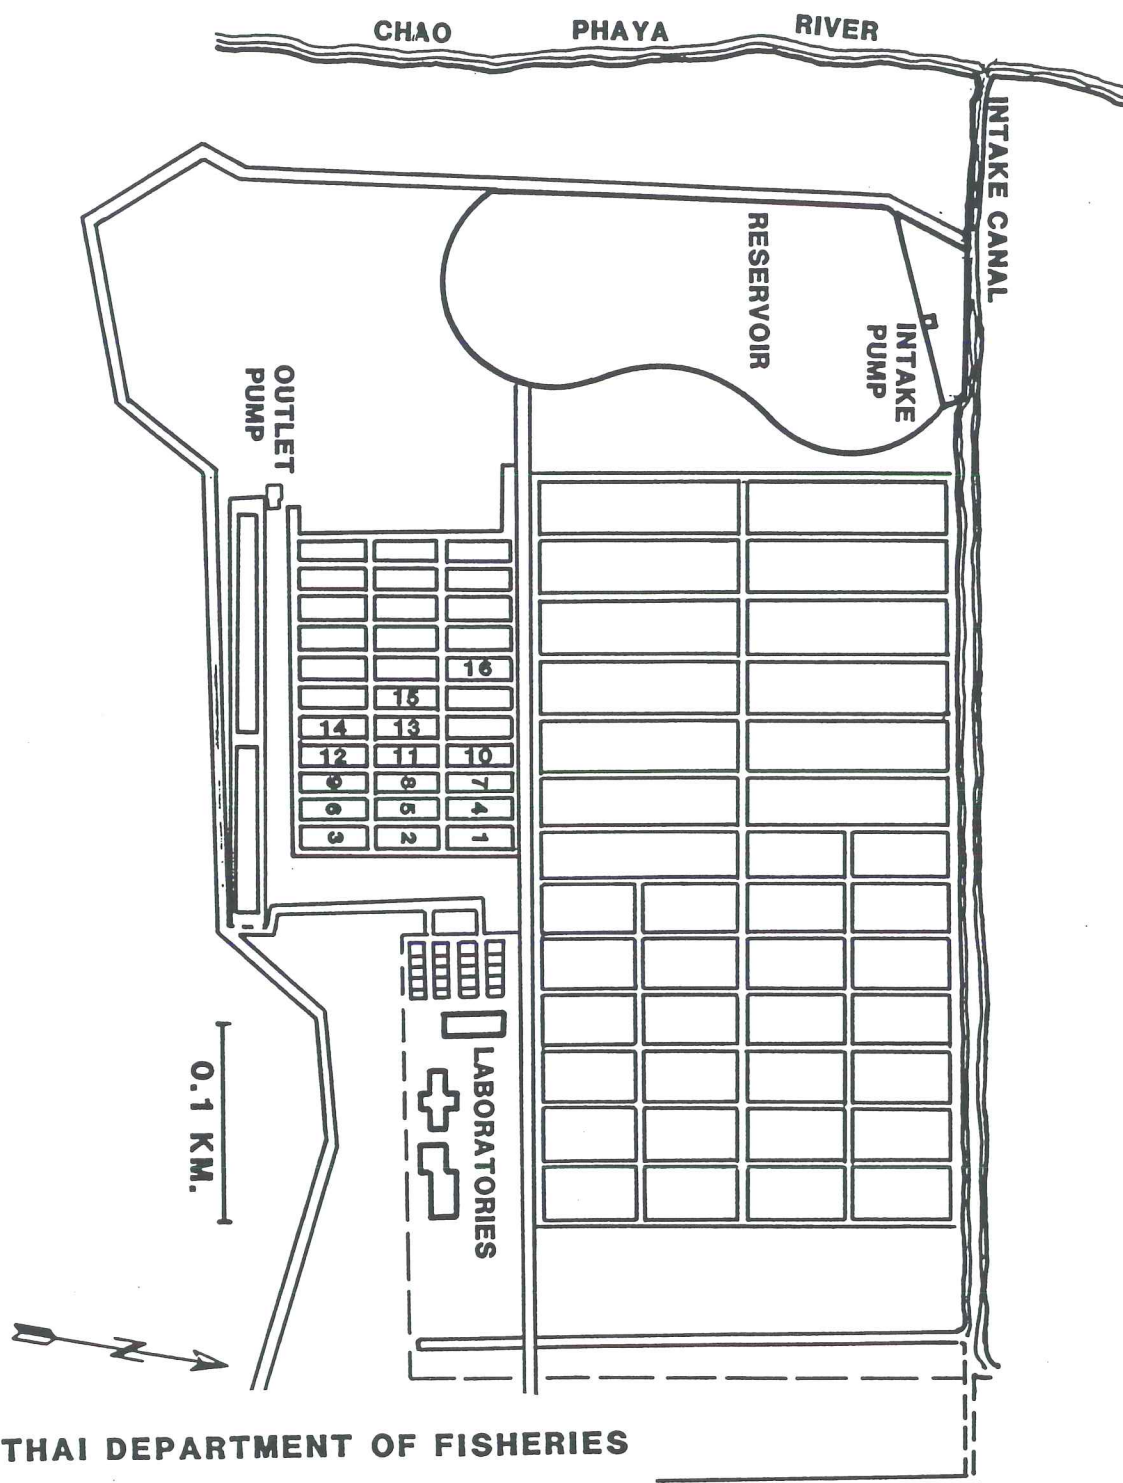 CHAO PHAYA RIVER
INTAKE CANAL
RESERVOIR
INTAKE
PUMP
OUTLET
PUMP
16
15
14 13
12 11 10
9 8 7
6 5 4
3 2 1
LABORATORIES
0.1 KM.
N
THAI DEPARTMENT OF FISHERIES